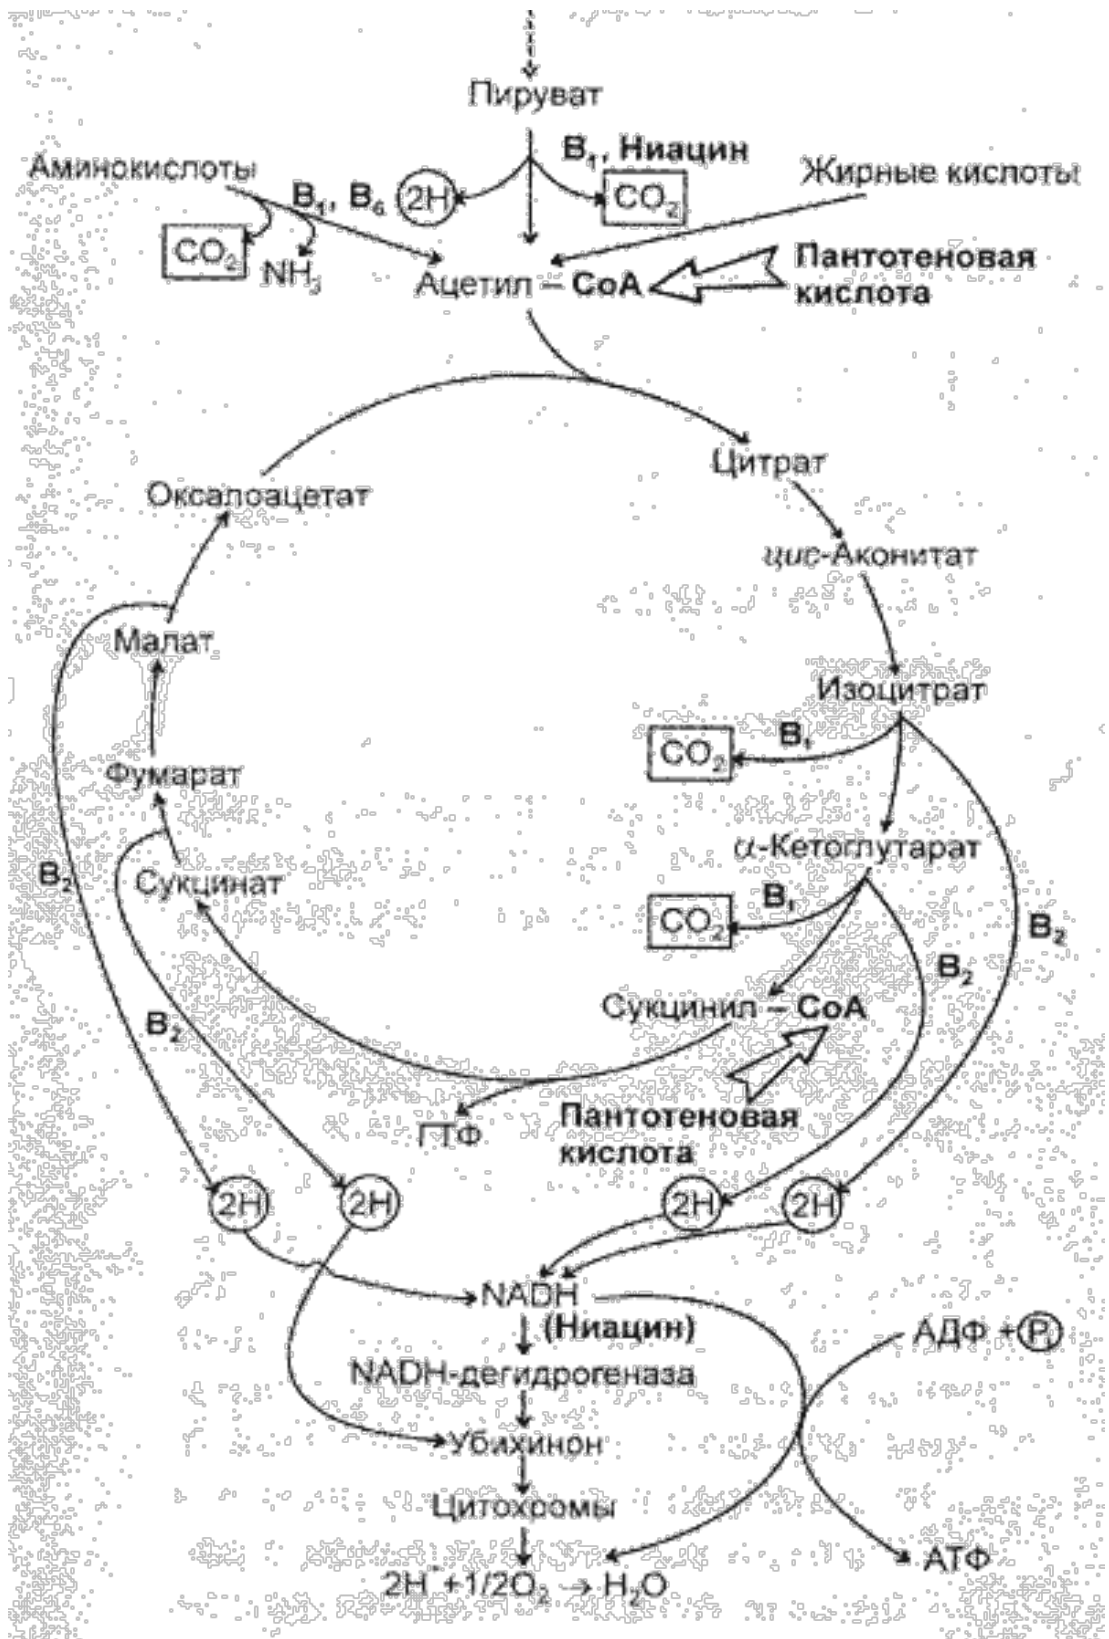 Пируват
B₁, Ниацин
Аминокислоты
B₁, B₆
2H
CO₂
Жирные кислоты
CO₂
NH₃
Ацетил – CoA
Пантотеновая
кислота
Цитрат
Оксалоацетат
цис-Аконитат
Малат
Изоцитрат
B₁
CO₂
Фумарат
α-Кетоглутарат
B₂
Сукцинат
B₁
CO₂
B₂
B₂
Сукцинил – CoA
B₂
ГТФ
Пантотеновая
кислота
2H
2H
2H
2H
NADH
(Ниацин)
АДФ + Pᵢ
NADH-дегидрогеназа
Убихинон
Цитохромы
АТФ
2H⁺+1/2O₂ → H₂O